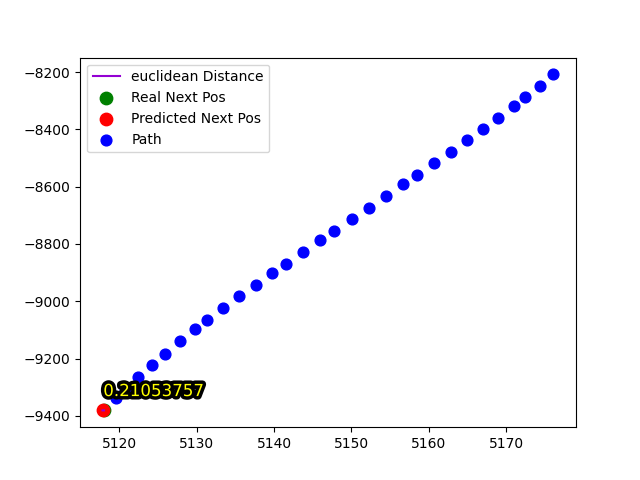 euclidean Distance
Real Next Pos
Predicted Next Pos
Path
−8200
−8400
−8600
−8800
−9000
−9200
−9400
0.21053757
5120 5130 5140 5150 5160 5170